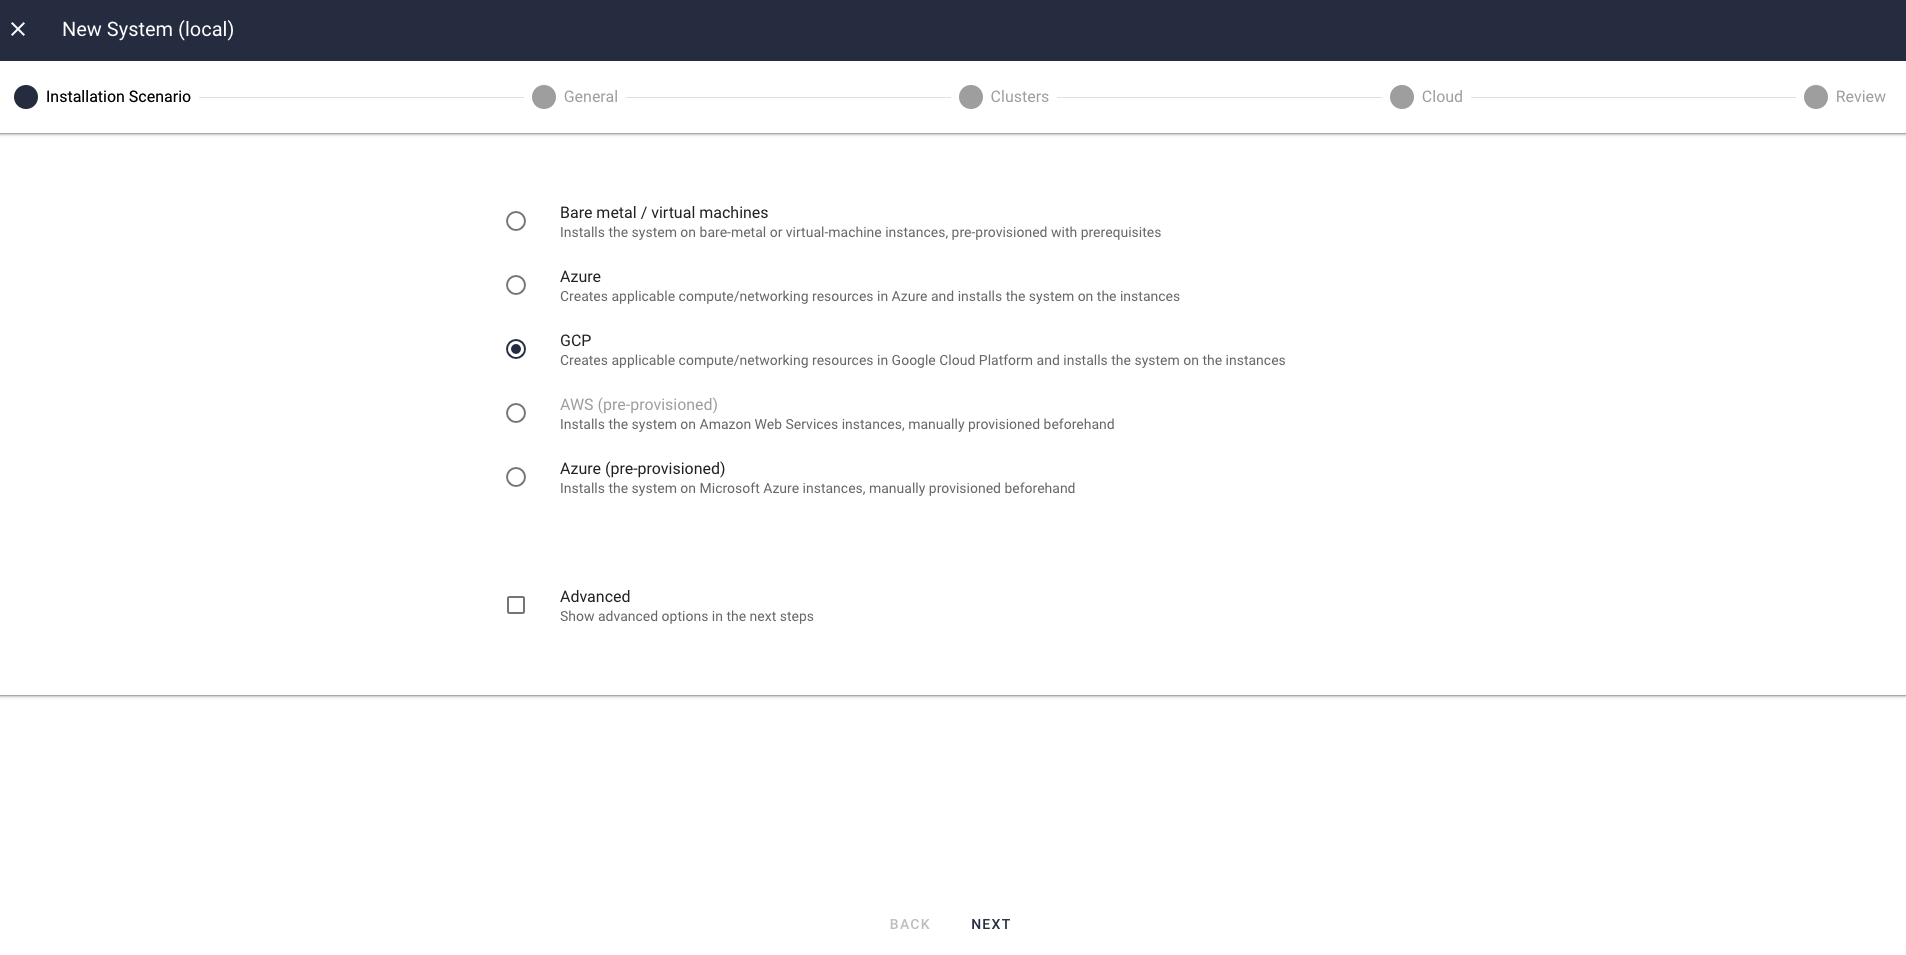 New System (local)
Installation Scenario
General
Clusters
Cloud
Review
Bare metal / virtual machines
Installs the system on bare-metal or virtual-machine instances, pre-provisioned with prerequisites
Azure
Creates applicable compute/networking resources in Azure and installs the system on the instances
GCP
Creates applicable compute/networking resources in Google Cloud Platform and installs the system on the instances
AWS (pre-provisioned)
Installs the system on Amazon Web Services instances, manually provisioned beforehand
Azure (pre-provisioned)
Installs the system on Microsoft Azure instances, manually provisioned beforehand
Advanced
Show advanced options in the next steps
BACK
NEXT